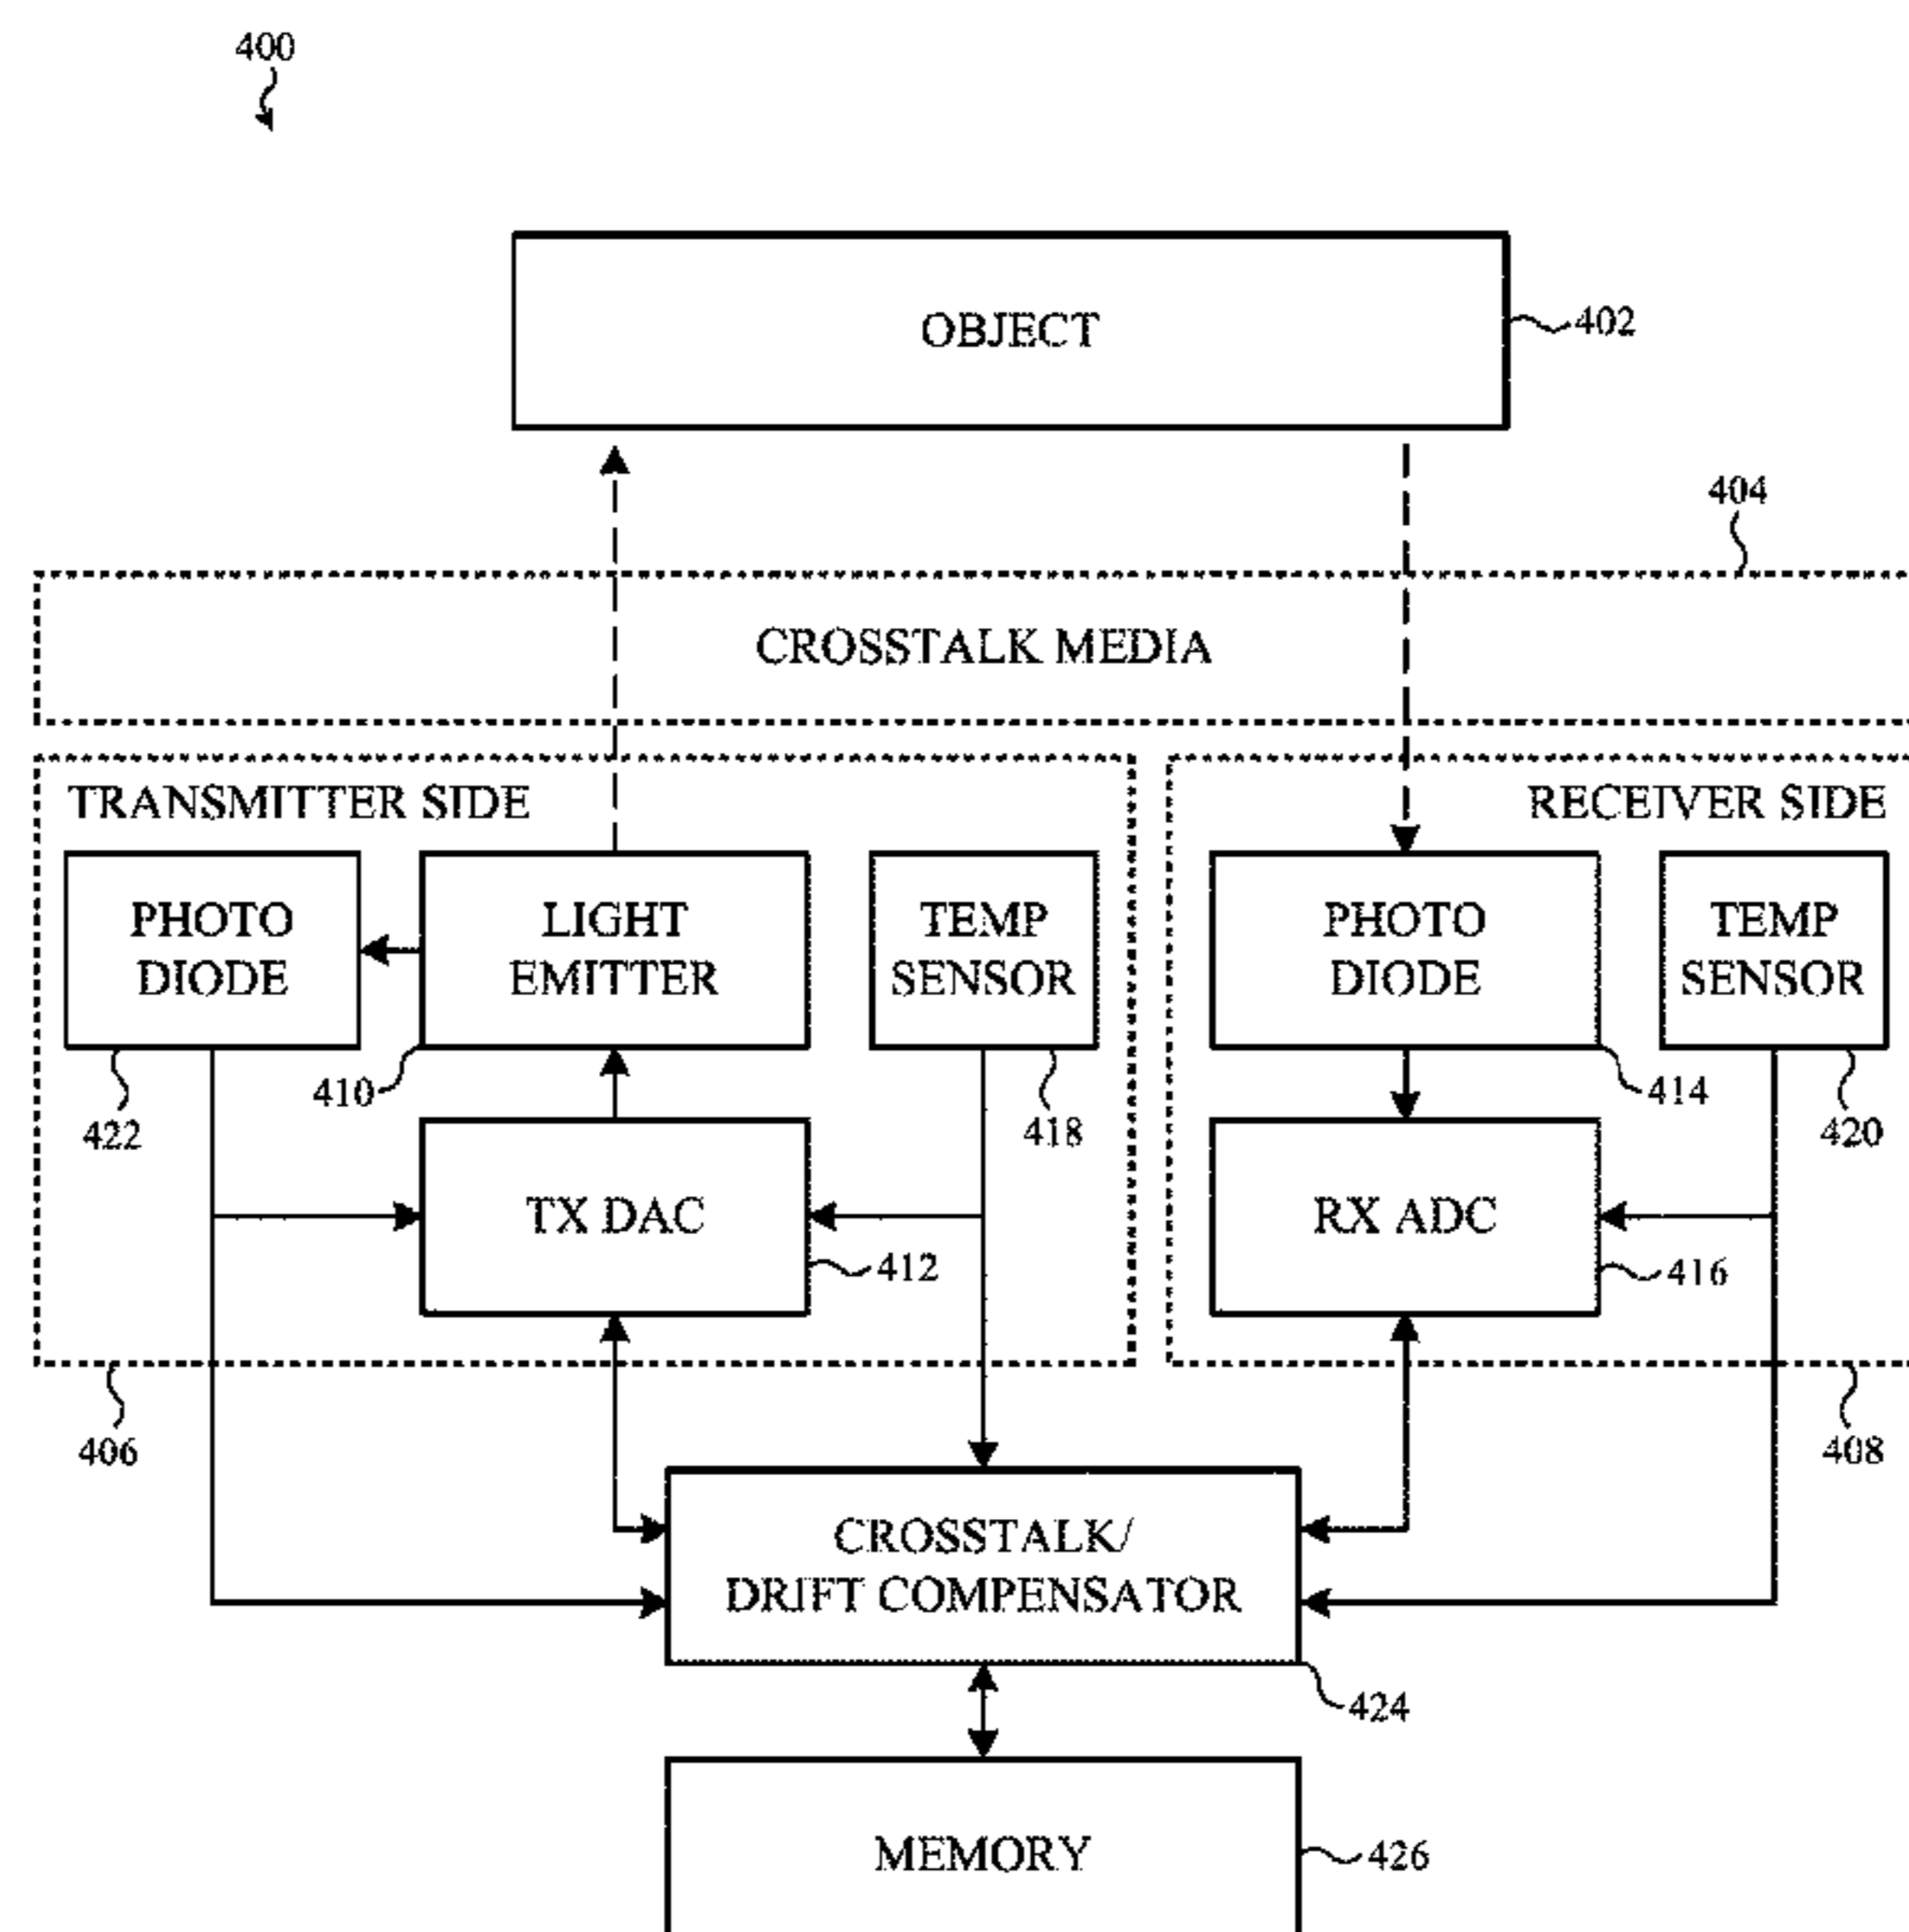 400
OBJECT
402
404
CROSSTALK MEDIA
TRANSMITTER SIDE
RECEIVER SIDE
PHOTO
DIODE
LIGHT
EMITTER
TEMP
SENSOR
PHOTO
DIODE
TEMP
SENSOR
422
410
418
414
420
TX DAC
412
RX ADC
416
406
408
CROSSTALK/
DRIFT COMPENSATOR
424
MEMORY
426